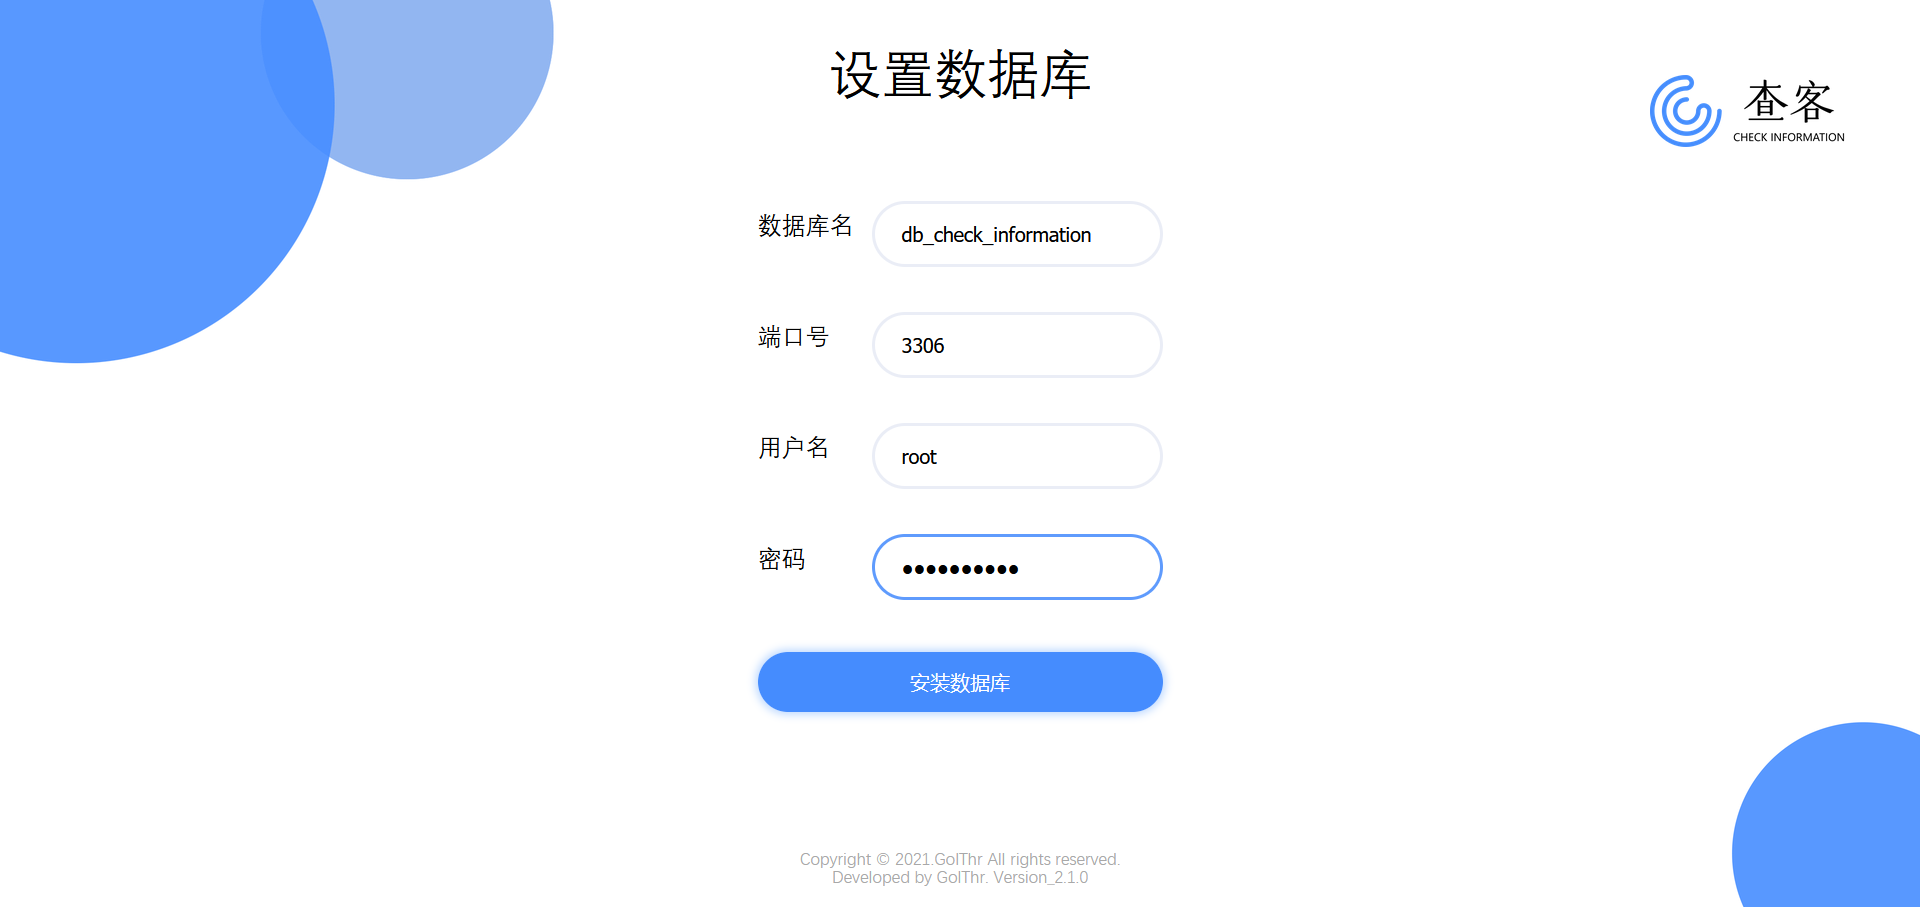 设置数据库
查客
CHECK INFORMATION
数据库名 db_check_information
端口号 3306
用户名 root
密码 ••••••••••
安装数据库
Copyright © 2021.GolThr All rights reserved.
Developed by GolThr. Version_2.1.0